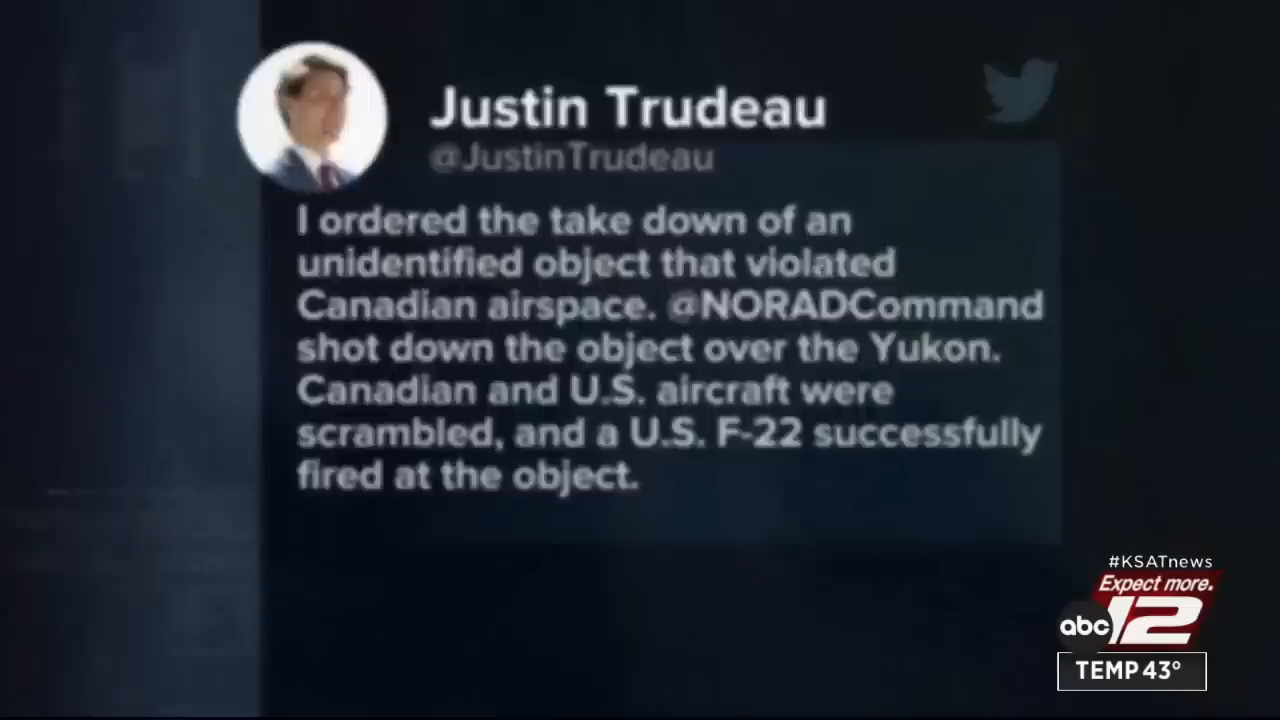 Justin Trudeau
@JustinTrudeau
I ordered the take down of an
unidentified object that violated
Canadian airspace. @NORADCommand
shot down the object over the Yukon.
Canadian and U.S. aircraft were
scrambled, and a U.S. F-22 successfully
fired at the object.
#KSATnews
Expect more.
abc 12
TEMP 43°